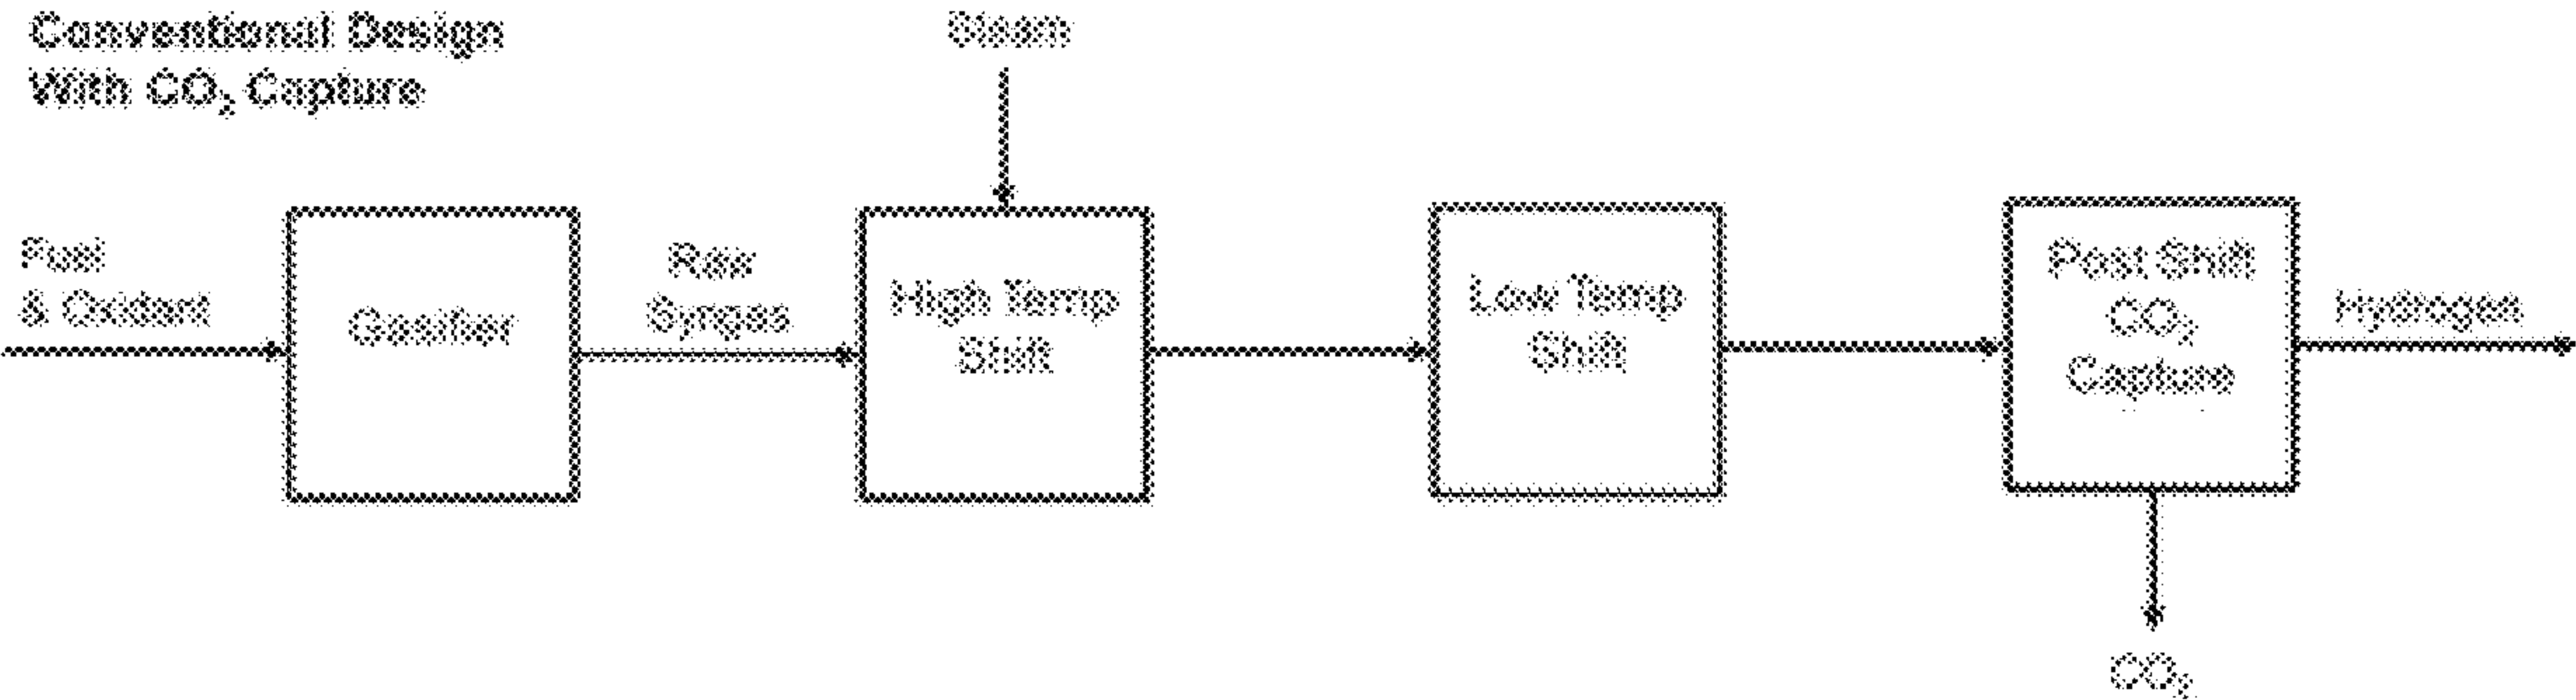 Conventional Design
With CO₂ Capture
Steam
Fuel
& Oxidant
Gasifier
Raw
Syngas
High Temp
Shift
Low Temp
Shift
Post Shift
CO₂
Capture
Hydrogen
CO₂